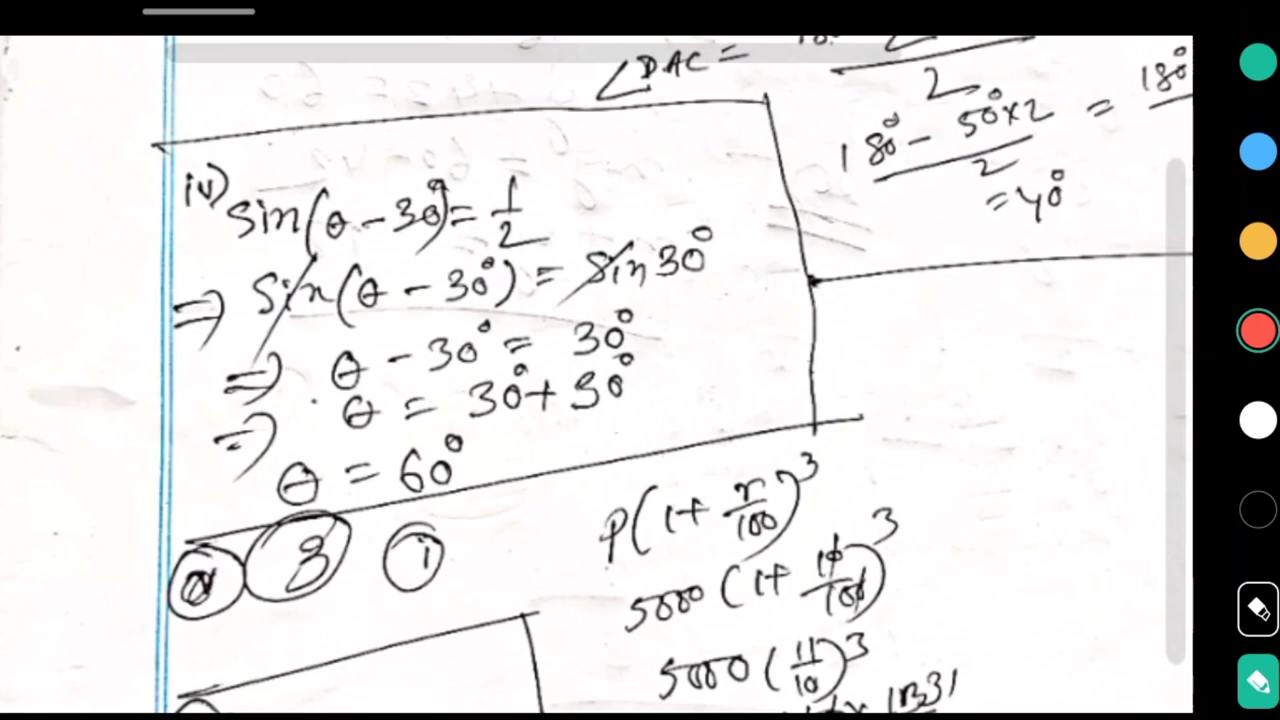 ∠DAC =
2
180° - 50°×2 = 180°
2
= 40°
iv) sin(θ - 30°) = 1/2
⇒ sin(θ - 30°) = sin 30°
⇒ θ - 30° = 30°
⇒ θ = 30° + 30°
θ = 60°
3 i
P(1 + r/100)³
5000 (1 + 10/100)³
5000 (11/10)³
1331